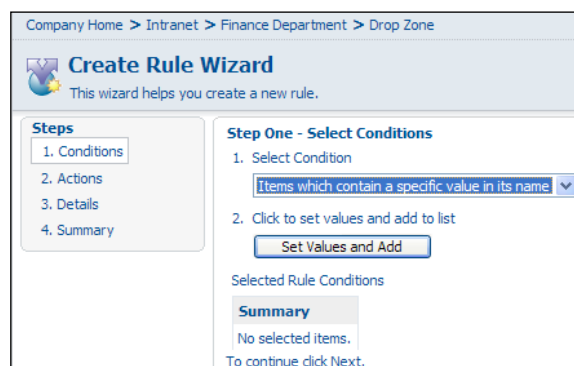 Company Home > Intranet > Finance Department > Drop Zone
Create Rule Wizard
This wizard helps you create a new rule.
Steps
1. Conditions
2. Actions
3. Details
4. Summary
Step One - Select Conditions
1. Select Condition
Items which contain a specific value in its name
2. Click to set values and add to list
Set Values and Add
Selected Rule Conditions
Summary
No selected items.
To continue click Next.